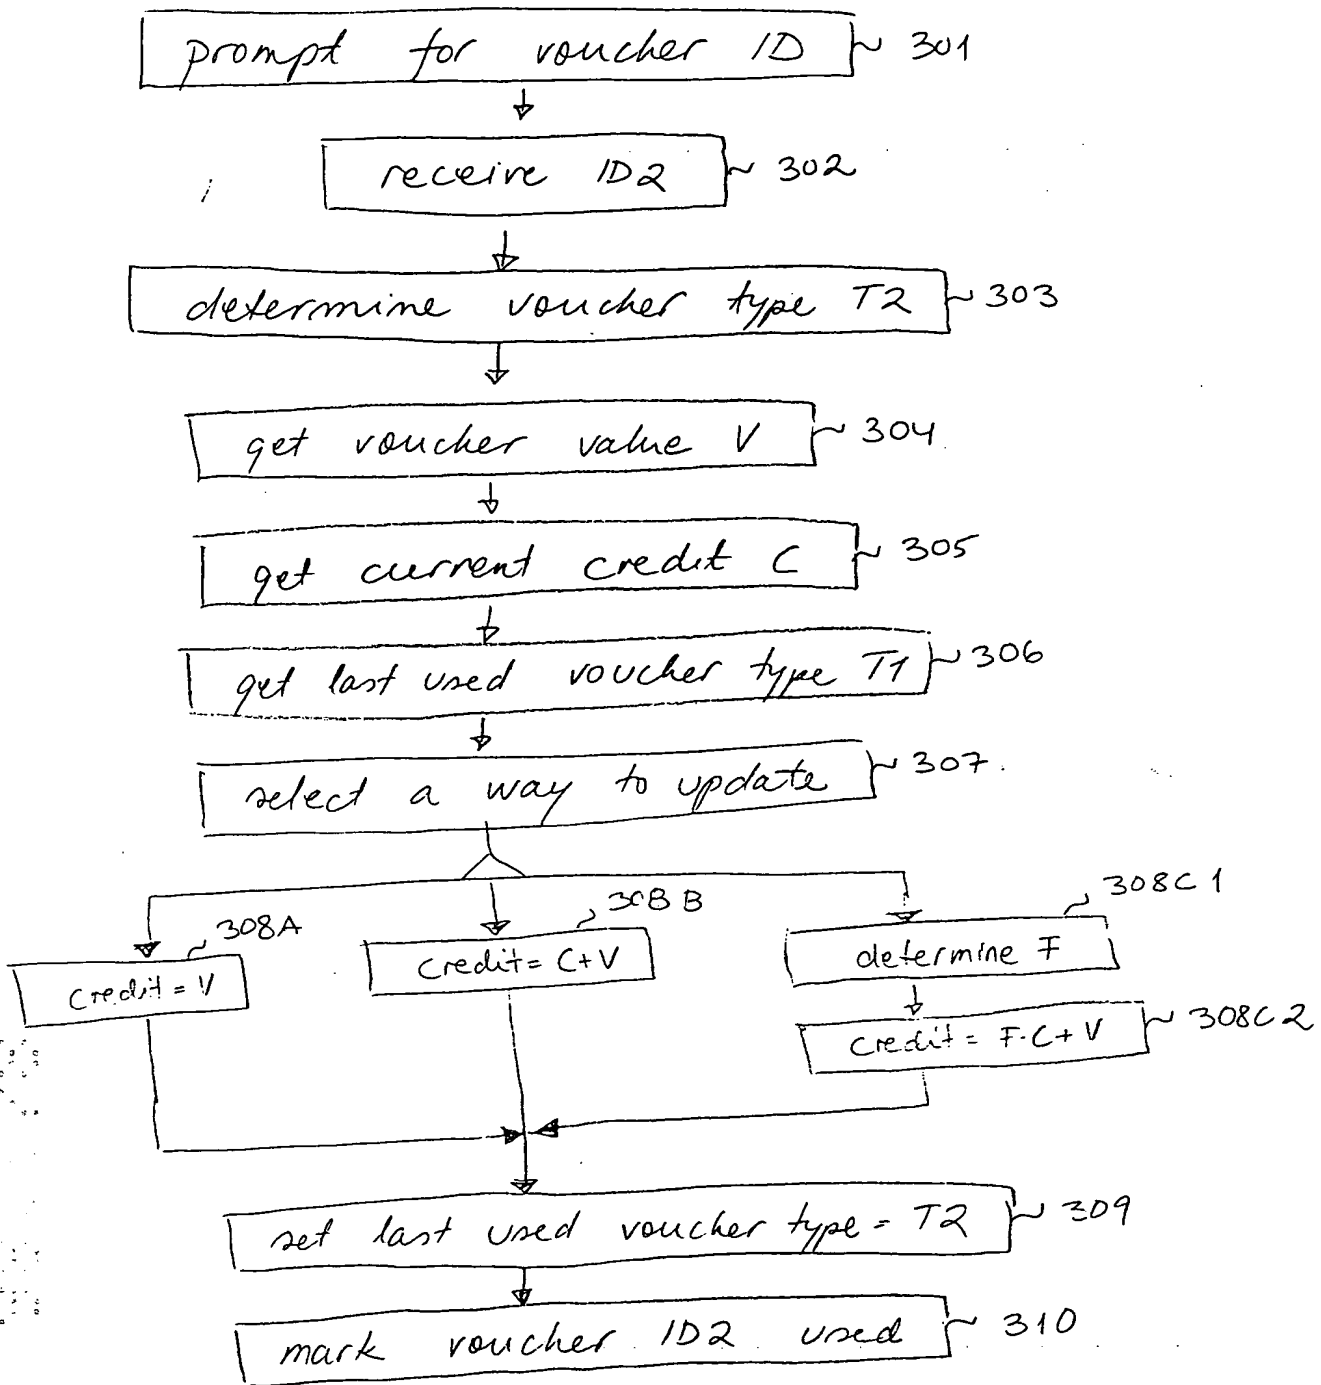 prompt for voucher ID 301
receive ID2 302
determine voucher type T2 303
get voucher value V 304
get current credit C 305
get last used voucher type T1 306
select a way to update 307
308A 308B 308C1
credit = V credit = C+V determine F
credit = F·C+V 308C2
set last used voucher type = T2 309
mark voucher ID2 used 310